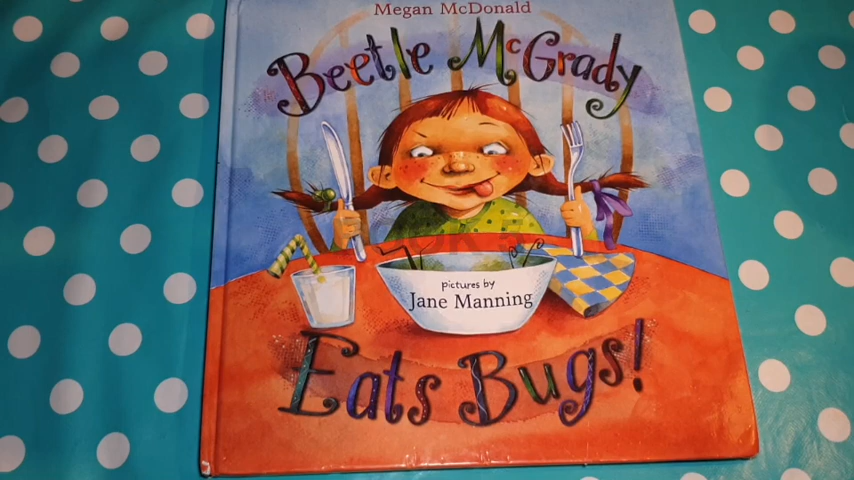 Megan McDonald
Beetle McGrady
pictures by
Jane Manning
Eats Bugs!